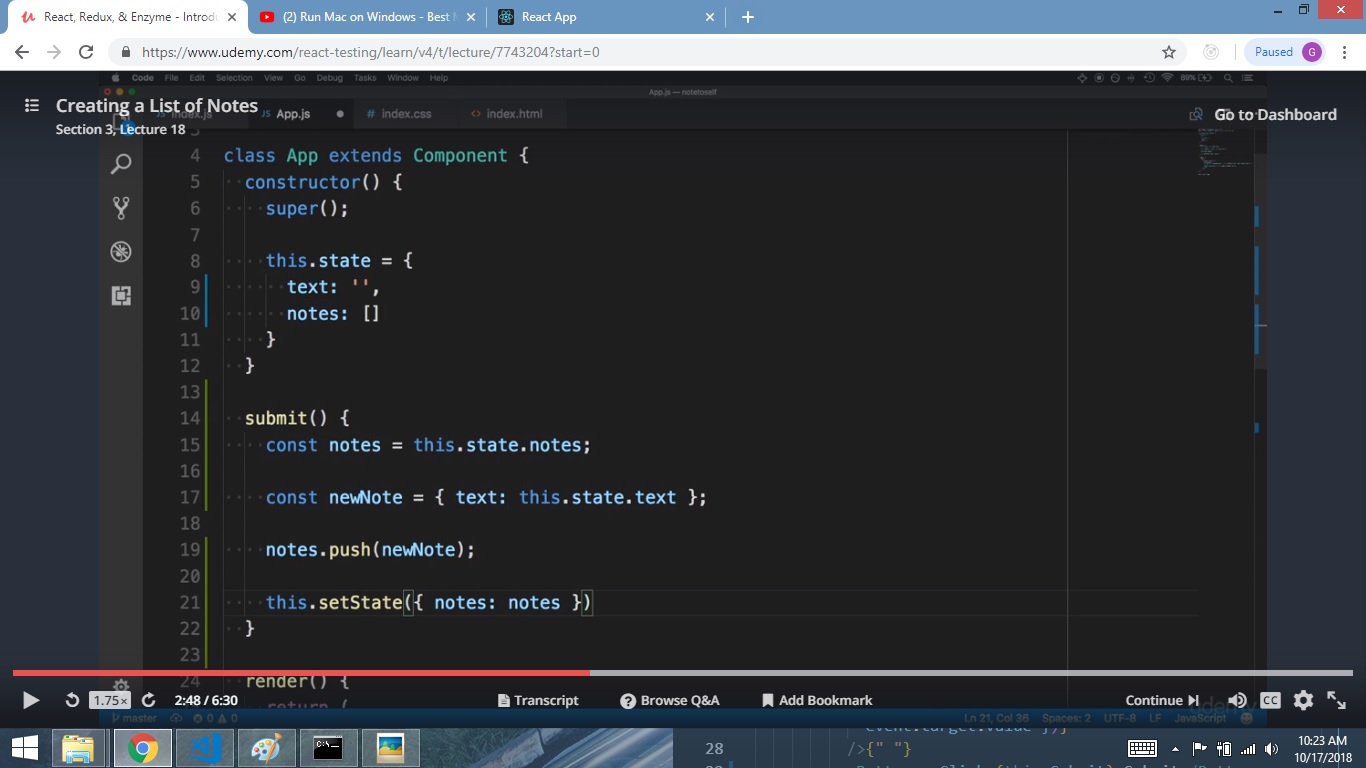 React, Redux, & Enzyme - Introdu
(2) Run Mac on Windows - Best M
React App
https://www.udemy.com/react-testing/learn/v4/t/lecture/7743204?start=0
Paused
G
Code File Edit Selection View Go Debug Tasks Window Help
App.js — notetoself
Creating a List of Notes
Section 3, Lecture 18
index.js
JS App.js
# index.css
<> index.html
Go to Dashboard
3
4 class App extends Component {
5 constructor() {
6 super();
7
8 this.state = {
9 text: '',
10 notes: []
11 }
12 }
13
14 submit() {
15 const notes = this.state.notes;
16
17 const newNote = { text: this.state.text };
18
19 notes.push(newNote);
20
21 this.setState({ notes: notes })
22 }
23
24 render() {
return (
1.75x
2:48 / 6:30
Transcript
Browse Q&A
Add Bookmark
Continue
CC
udemy
master
0 0
Ln 21, Col 36 Spaces: 2 UTF-8 LF JavaScript
28 />{" "}
10:23 AM
10/17/2018